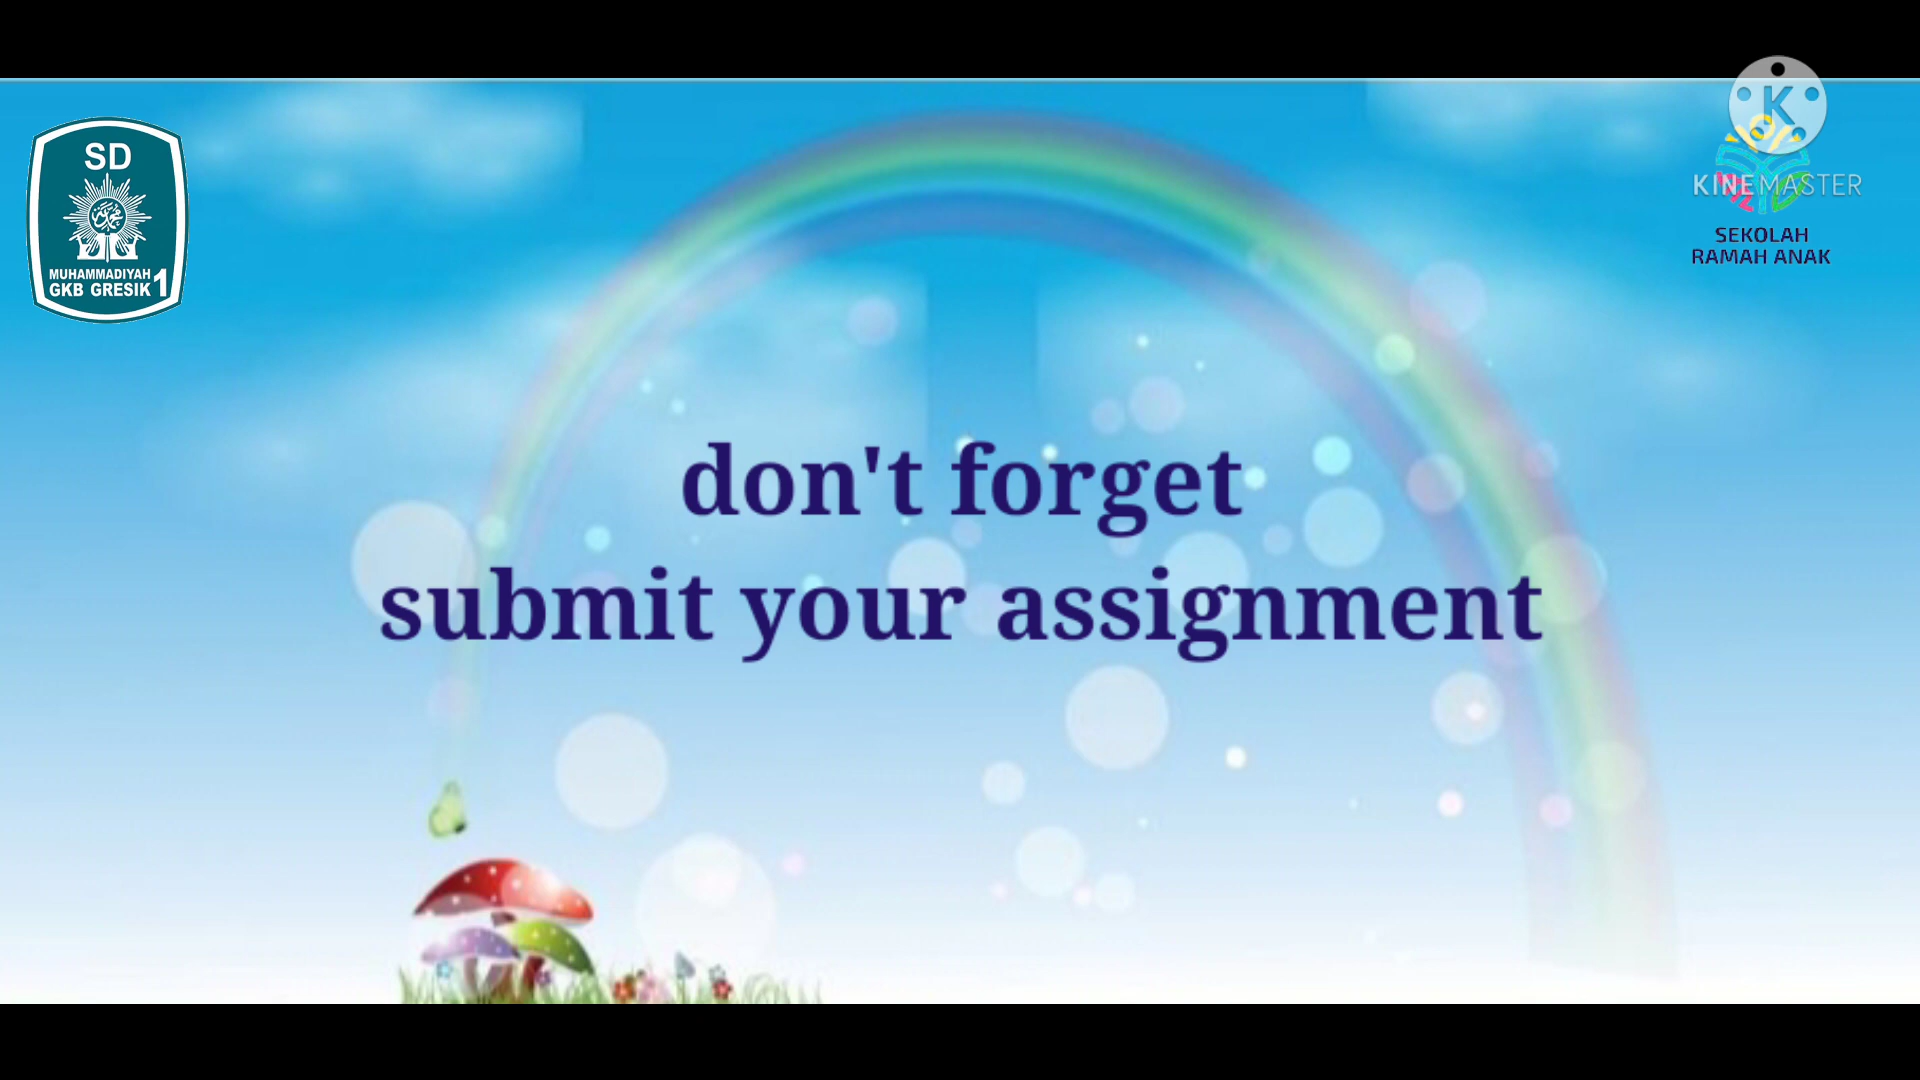 SD
MUHAMMADIYAH
GKB GRESIK 1
K
KINEMASTER
SEKOLAH
RAMAH ANAK
don't forget
submit your assignment